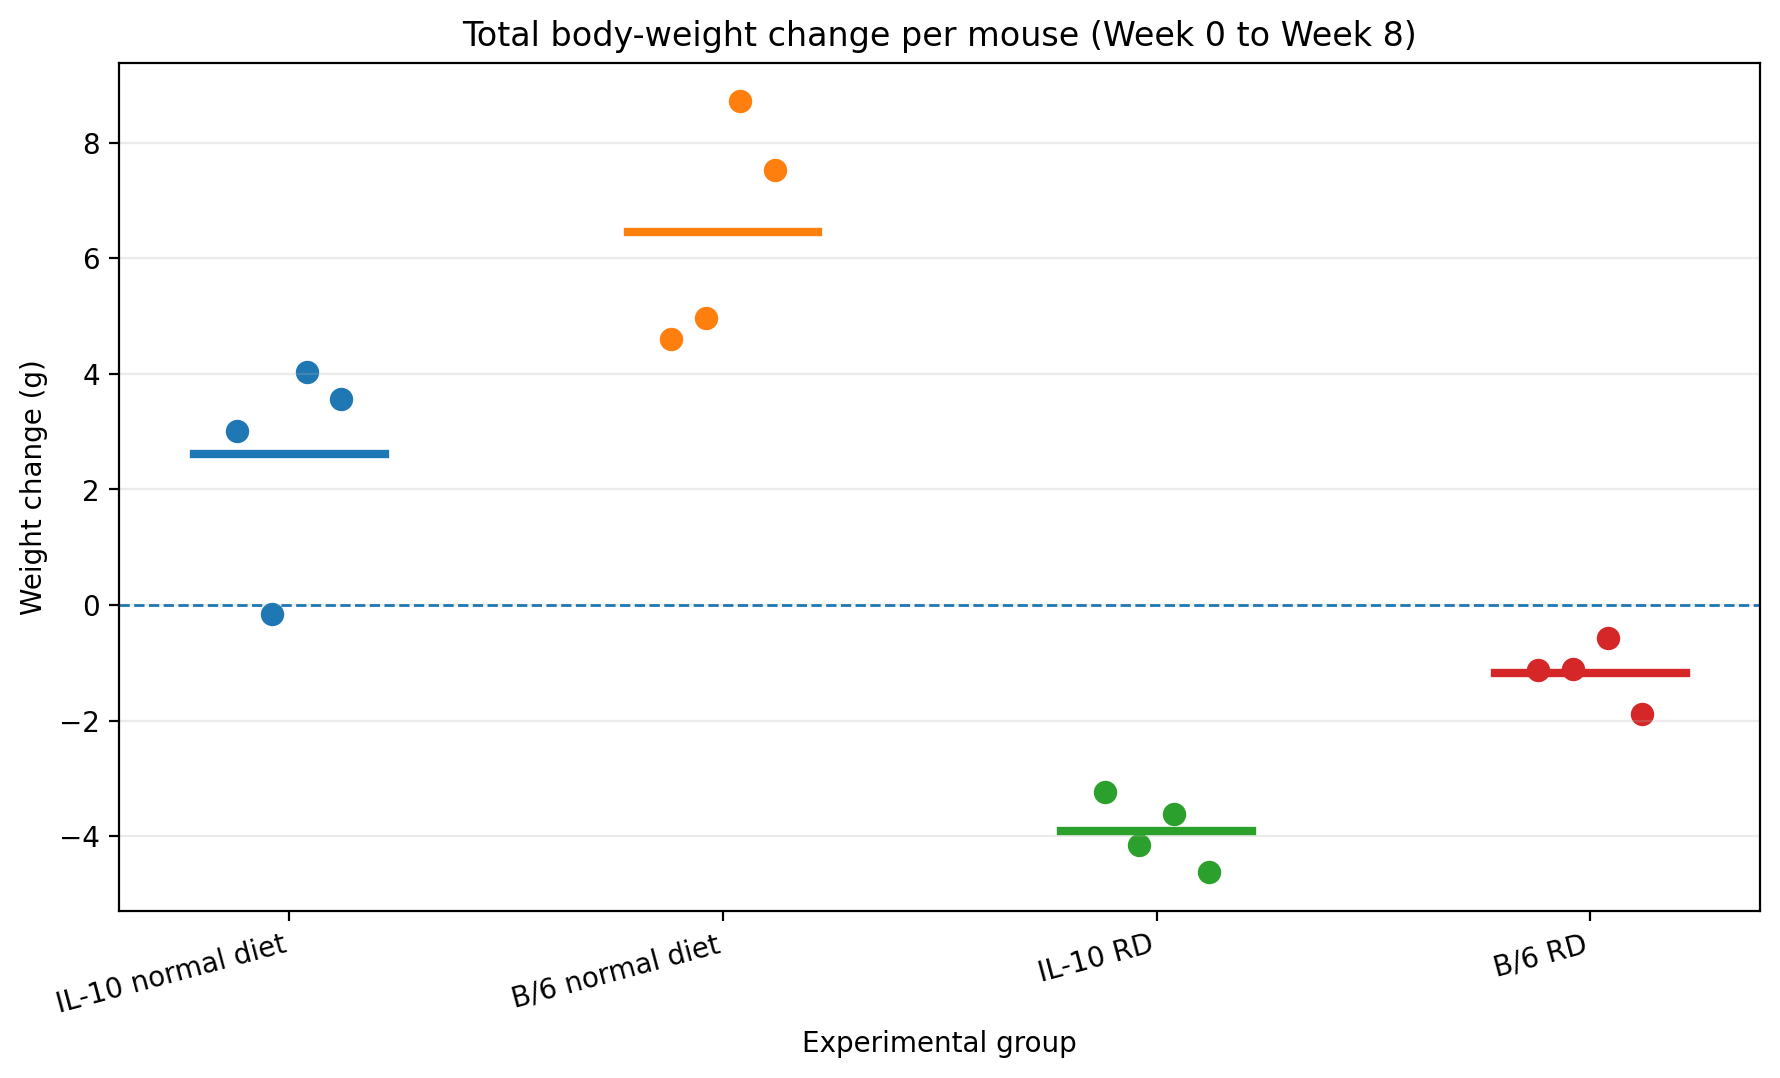 Total body-weight change per mouse (Week 0 to Week 8)
Weight change (g)
8
6
4
2
0
−2
−4
IL-10 normal diet
B/6 normal diet
IL-10 RD
B/6 RD
Experimental group